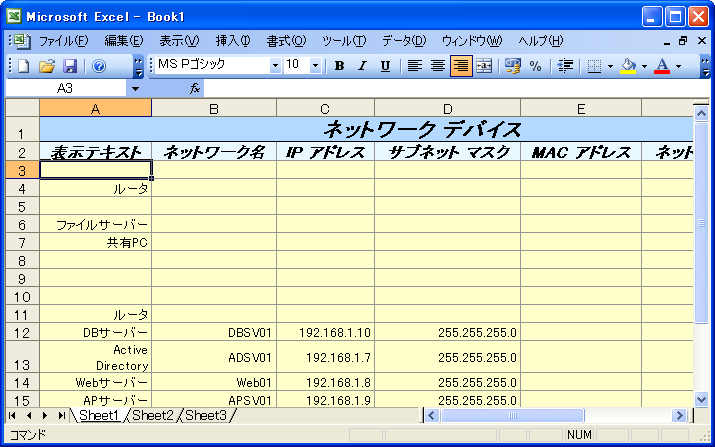 Microsoft Excel - Book1
ファイル(F) 編集(E) 表示(V) 挿入(I) 書式(O) ツール(T) データ(D) ウィンドウ(W) ヘルプ(H)
MS Pゴシック 10 B I U % A
A3 fx
A B C D E
1 ネットワーク デバイス
2 表示テキスト ネットワーク名 IP アドレス サブネット マスク MAC アドレス ネット
3
4 ルータ
5
6 ファイルサーバー
7 共有PC
8
9
10
11 ルータ
12 DBサーバー DBSV01 192.168.1.10 255.255.255.0
Active
13 Directory ADSV01 192.168.1.7 255.255.255.0
14 Webサーバー Web01 192.168.1.8 255.255.255.0
15 APサーバー APSV01 192.168.1.9 255.255.255.0
Sheet1 Sheet2 Sheet3
コマンド NUM